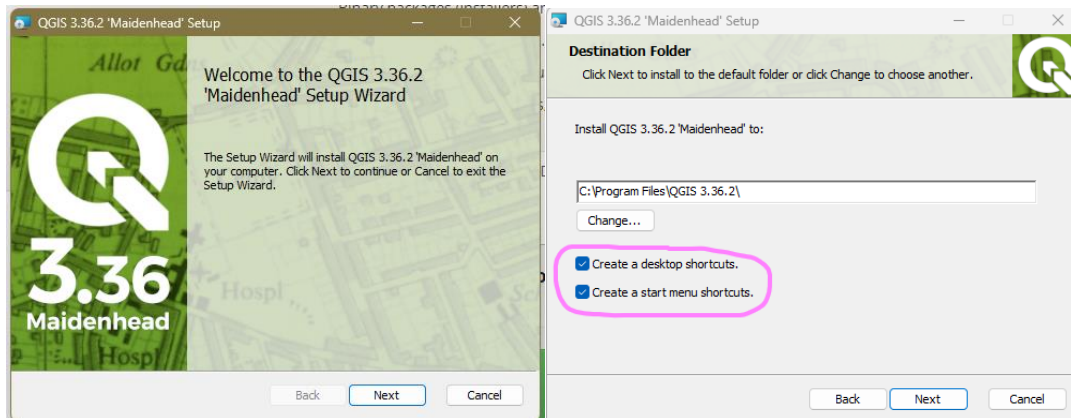 Binary packages (installers) ar
QGIS 3.36.2 'Maidenhead' Setup
Allot Gd
Welcome to the QGIS 3.36.2
'Maidenhead' Setup Wizard
The Setup Wizard will install QGIS 3.36.2 'Maidenhead' on
your computer. Click Next to continue or Cancel to exit the
Setup Wizard.
3.36
Maidenhead
Hospl
Hospl
Back Next Cancel
QGIS 3.36.2 'Maidenhead' Setup
Destination Folder
Click Next to install to the default folder or click Change to choose another.
Install QGIS 3.36.2 'Maidenhead' to:
C:\Program Files\QGIS 3.36.2\
Change...
Create a desktop shortcuts.
Create a start menu shortcuts.
Back Next Cancel